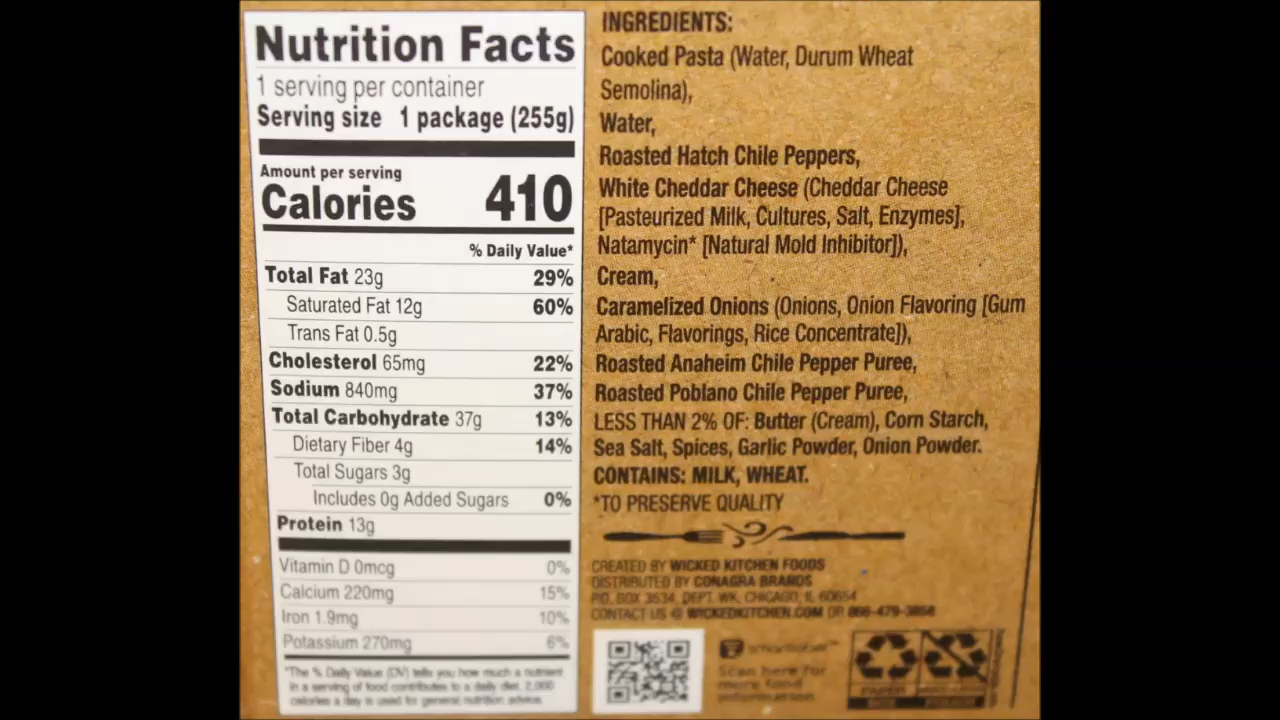 Nutrition Facts
1 serving per container
Serving size 1 package (255g)
Amount per serving
Calories 410
% Daily Value*
Total Fat 23g 29%
Saturated Fat 12g 60%
Trans Fat 0.5g
Cholesterol 65mg 22%
Sodium 840mg 37%
Total Carbohydrate 37g 13%
Dietary Fiber 4g 14%
Total Sugars 3g
Includes 0g Added Sugars 0%
Protein 13g
Vitamin D 0mcg 0%
Calcium 220mg 15%
Iron 1.9mg 10%
Potassium 270mg 6%
*The % Daily Value (DV) tells you how much a nutrient
in a serving of food contributes to a daily diet. 2,000
calories a day is used for general nutrition advice.
INGREDIENTS:
Cooked Pasta (Water, Durum Wheat
Semolina),
Water,
Roasted Hatch Chile Peppers,
White Cheddar Cheese (Cheddar Cheese
[Pasteurized Milk, Cultures, Salt, Enzymes],
Natamycin* [Natural Mold Inhibitor]),
Cream,
Caramelized Onions (Onions, Onion Flavoring [Gum
Arabic, Flavorings, Rice Concentrate]),
Roasted Anaheim Chile Pepper Puree,
Roasted Poblano Chile Pepper Puree,
LESS THAN 2% OF: Butter (Cream), Corn Starch,
Sea Salt, Spices, Garlic Powder, Onion Powder.
CONTAINS: MILK, WHEAT.
*TO PRESERVE QUALITY
CREATED BY WICKED KITCHEN FOODS
DISTRIBUTED BY CONAGRA BRANDS
P.O. BOX 3534, DEPT. WK, CHICAGO, IL 60654
CONTACT US @ WICKEDKITCHEN.COM OR
Scan here for
more food
information
PAPER
BOX